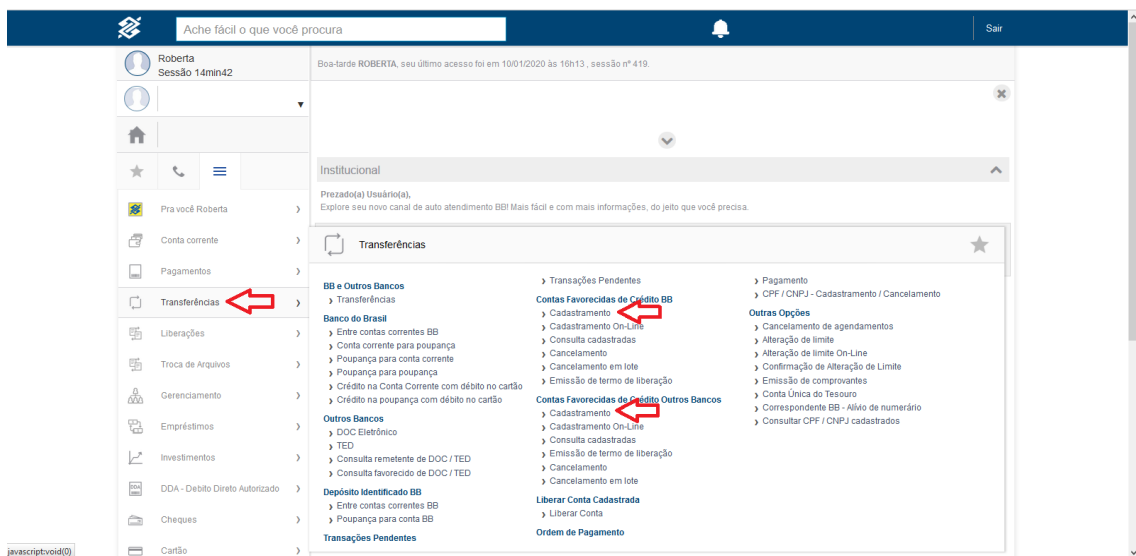 Ache fácil o que você procura
Sair
Roberta
Sessão 14min42
Boa-tarde ROBERTA, seu último acesso foi em 10/01/2020 às 16h13 , sessão nº 419.
Institucional
Prezado(a) Usuário(a),
Explore seu novo canal de auto atendimento BB! Mais fácil e com mais informações, do jeito que você precisa.
Pra você Roberta
Conta corrente
Pagamentos
Transferências
Liberações
Troca de Arquivos
Gerenciamento
Empréstimos
Investimentos
DDA - Debito Direto Autorizado
Cheques
Cartão
Transferências
BB e Outros Bancos
Transferências
Banco do Brasil
Entre contas correntes BB
Conta corrente para poupança
Poupança para conta corrente
Poupança para poupança
Crédito na Conta Corrente com débito no cartão
Crédito na poupança com débito no cartão
Outros Bancos
DOC Eletrônico
TED
Consulta remetente de DOC / TED
Consulta favorecido de DOC / TED
Depósito Identificado BB
Entre contas correntes BB
Poupança para conta BB
Transações Pendentes
Transações Pendentes
Contas Favorecidas de Crédito BB
Cadastramento
Cadastramento On-Line
Consulta cadastradas
Cancelamento
Cancelamento em lote
Emissão de termo de liberação
Contas Favorecidas de Crédito Outros Bancos
Cadastramento
Cadastramento On-Line
Consulta cadastradas
Emissão de termo de liberação
Cancelamento
Cancelamento em lote
Liberar Conta Cadastrada
Liberar Conta
Ordem de Pagamento
Pagamento
CPF / CNPJ - Cadastramento / Cancelamento
Outras Opções
Cancelamento de agendamentos
Alteração de limite
Alteração de limite On-Line
Confirmação de Alteração de Limite
Emissão de comprovantes
Conta Única do Tesouro
Correspondente BB - Alívio de numerário
Consultar CPF / CNPJ cadastrados
javascript:void(0)